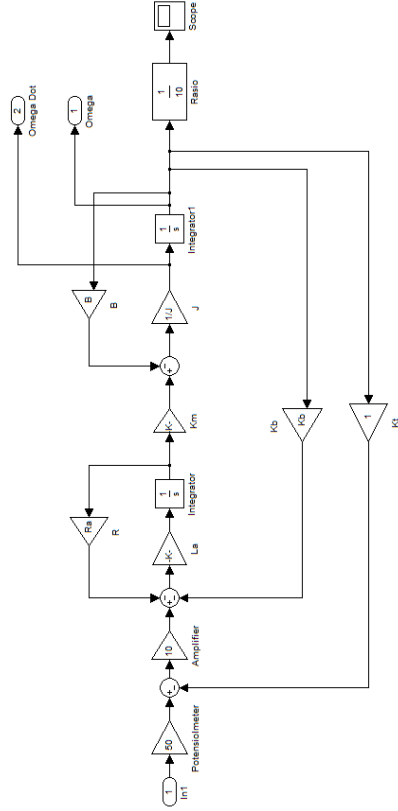 1
In1
50
Potensiolmeter
+
-
10
Amplifier
-
+
-
-K-
La
1
s
Integrator
Ra
R
K-
Km
-
+
1/J
J
B
B
1
s
Integrator1
2
Omega Dot
1
Omega
1
10
Rasio
Scope
Kb
Kb
1
Kt